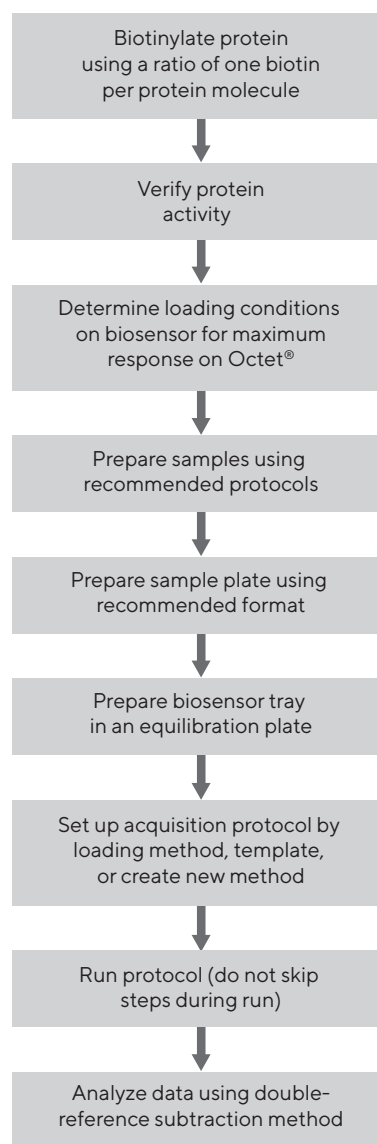 Biotinylate protein
using a ratio of one biotin
per protein molecule
Verify protein
activity
Determine loading conditions
on biosensor for maximum
response on Octet®
Prepare samples using
recommended protocols
Prepare sample plate using
recommended format
Prepare biosensor tray
in an equilibration plate
Set up acquisition protocol by
loading method, template,
or create new method
Run protocol (do not skip
steps during run)
Analyze data using double-
reference subtraction method